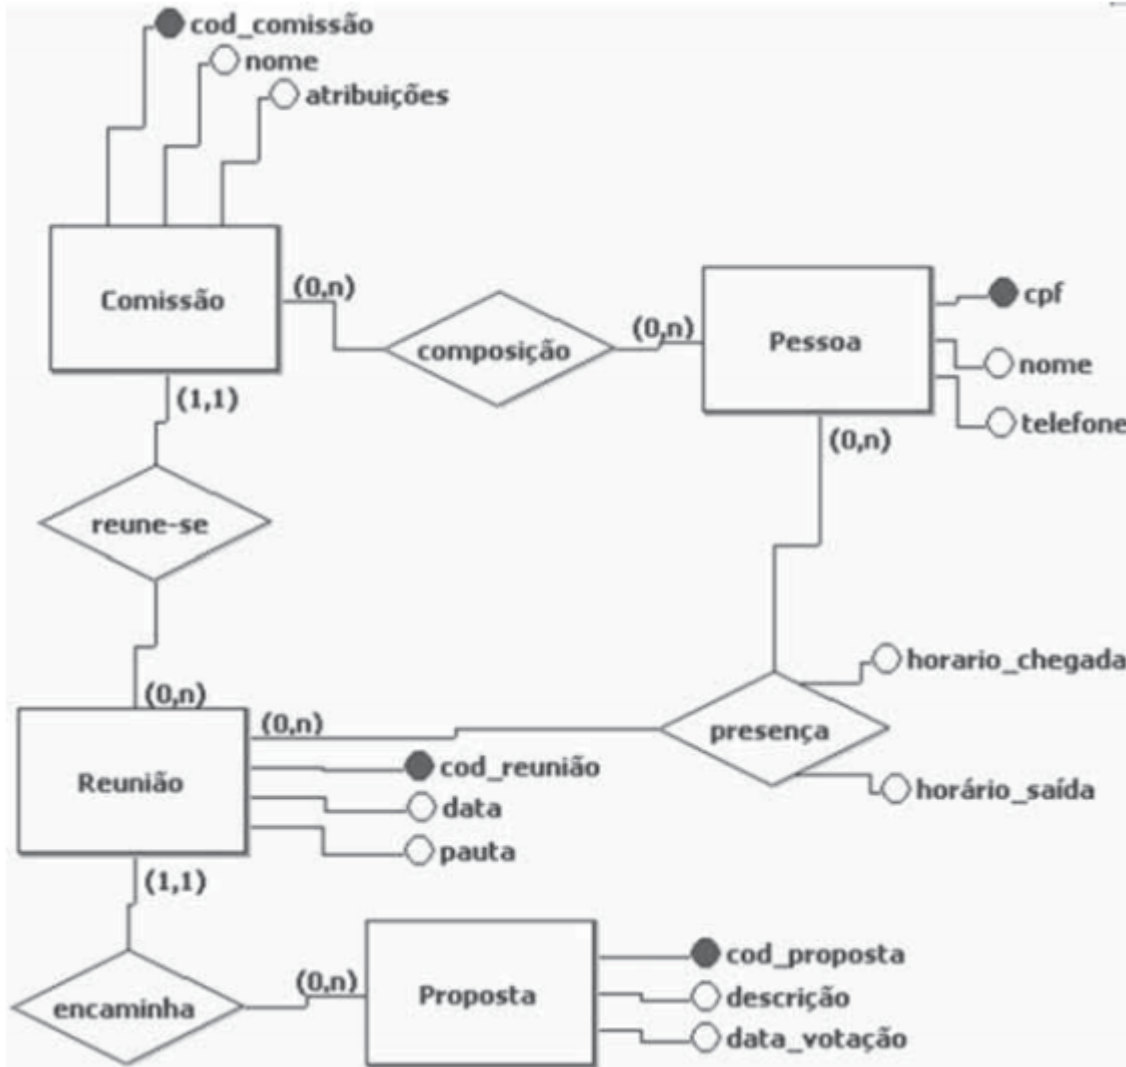 cod_comissão
nome
atribuições
Comissão
(0,n)
composição
(0,n)
Pessoa
cpf
nome
telefone
(1,1)
(0,n)
reune-se
(0,n)
Reunião
(0,n)
presença
horario_chegada
horário_saída
cod_reunião
data
pauta
(1,1)
encaminha
(0,n)
Proposta
cod_proposta
descrição
data_votação